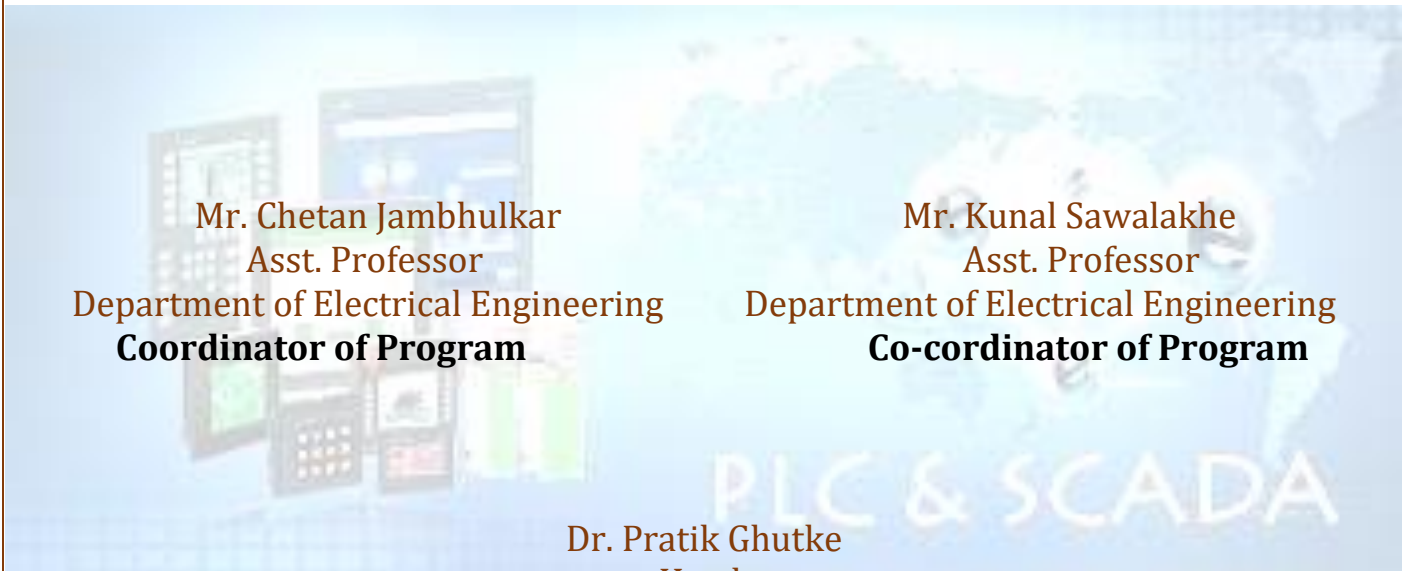 Mr. Chetan Jambhulkar
Asst. Professor
Department of Electrical Engineering
Coordinator of Program
Mr. Kunal Sawalakhe
Asst. Professor
Department of Electrical Engineering
Co-cordinator of Program
PLC & SCADA
Dr. Pratik Ghutke